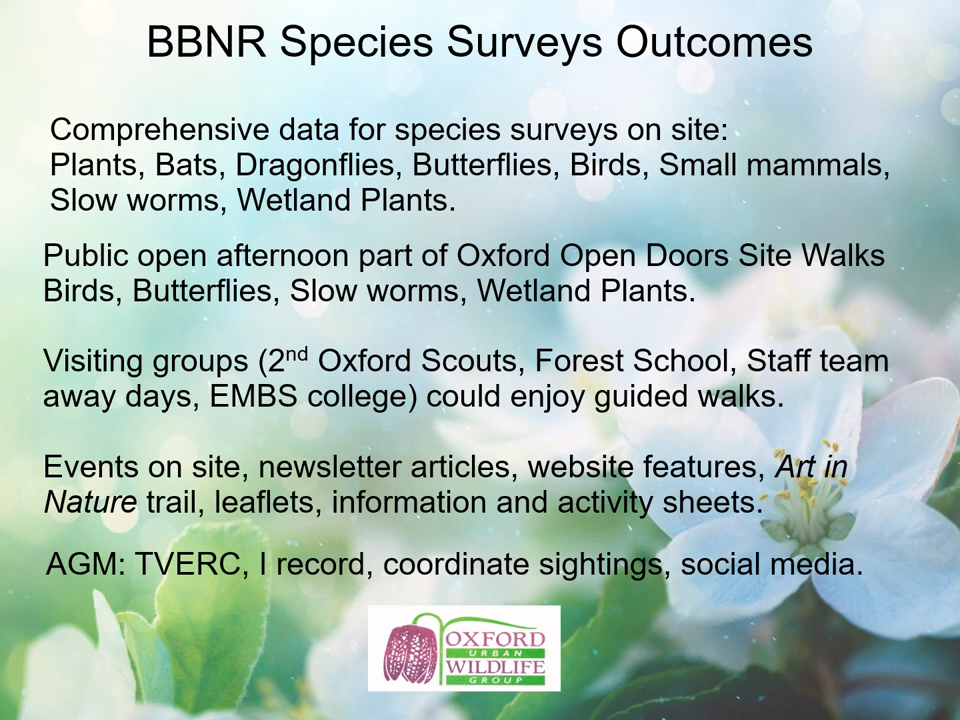 BBNR Species Surveys Outcomes
Comprehensive data for species surveys on site:
Plants, Bats, Dragonflies, Butterflies, Birds, Small mammals,
Slow worms, Wetland Plants.
Public open afternoon part of Oxford Open Doors Site Walks
Birds, Butterflies, Slow worms, Wetland Plants.
Visiting groups (2nd Oxford Scouts, Forest School, Staff team
away days, EMBS college) could enjoy guided walks.
Events on site, newsletter articles, website features, Art in
Nature trail, leaflets, information and activity sheets.
AGM: TVERC, I record, coordinate sightings, social media.
OXFORD
URBAN
WILDLIFE
GROUP